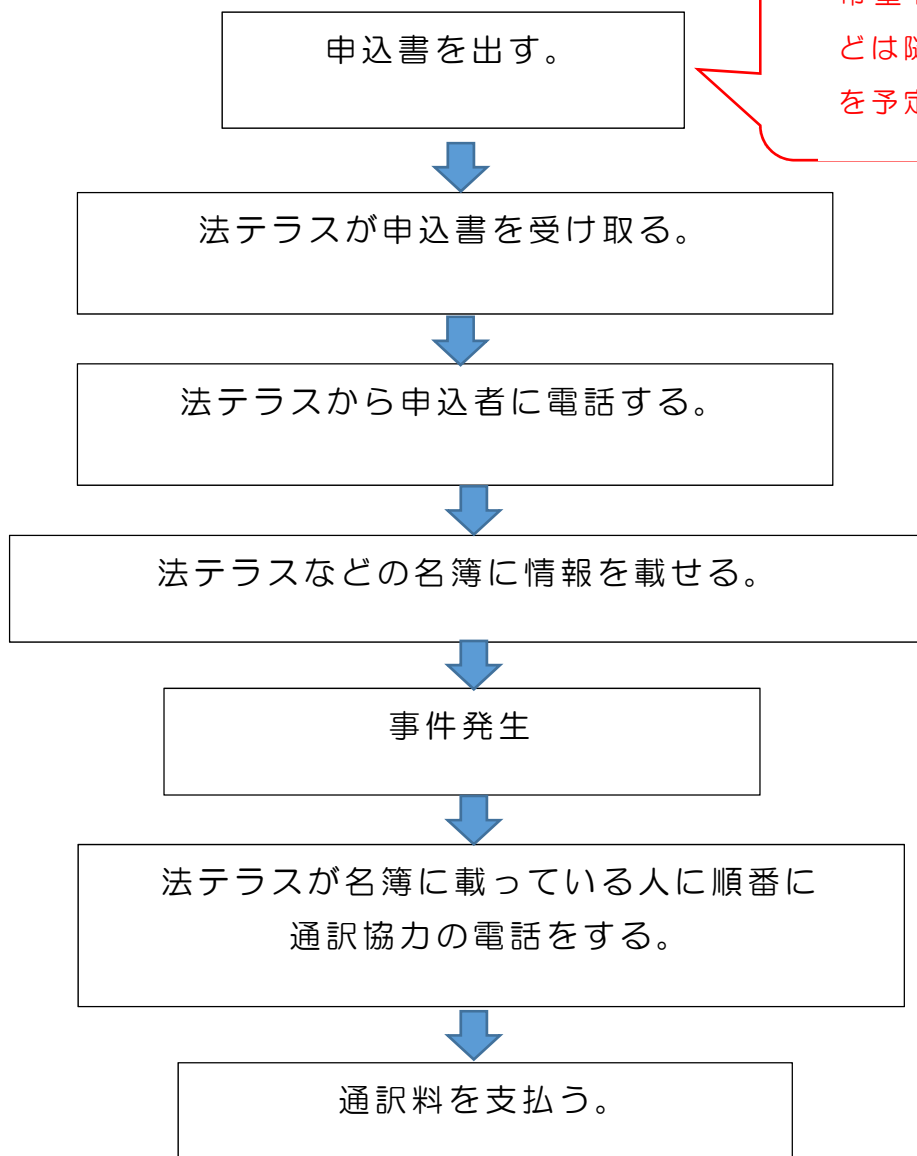 申込書を出す。
どは
を予
法テラスが申込書を受け取る。
法テラスから申込者に電話する。
法テラスなどの名簿に情報を載せる。
事件発生
法テラスが名簿に載っている人に順番に
通訳協力の電話をする。
通訳料を支払う。